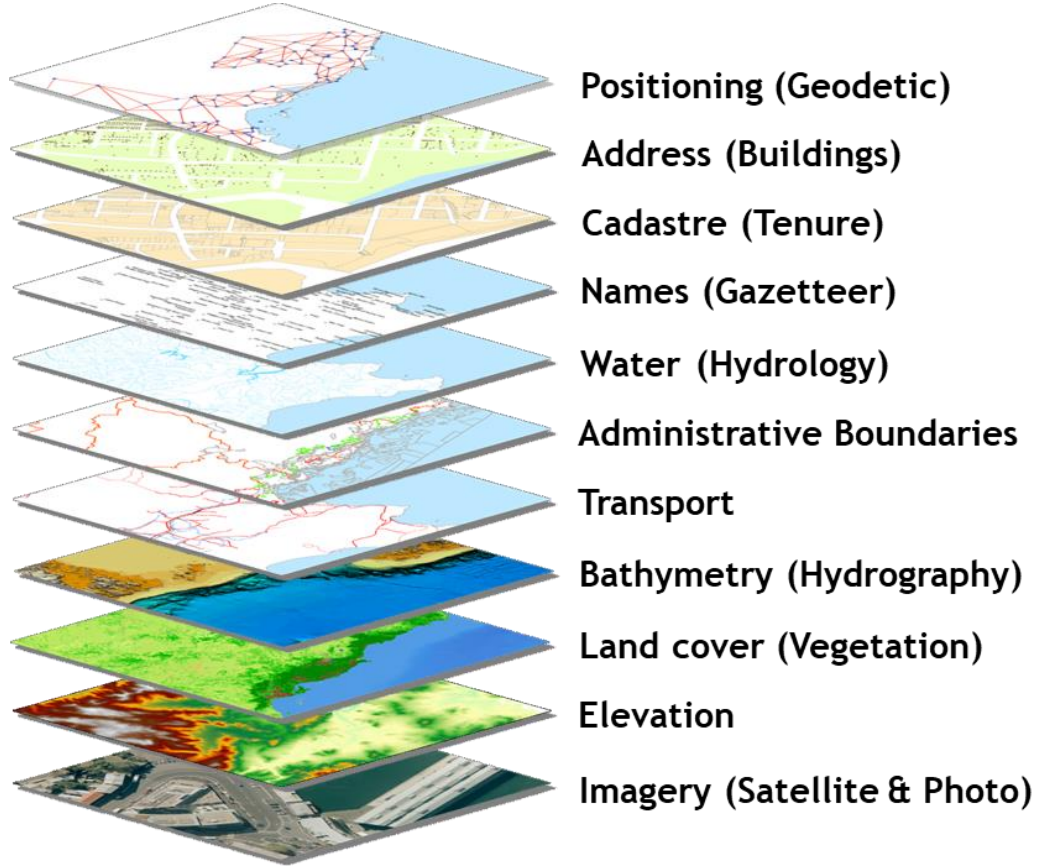 Positioning (Geodetic)
Address (Buildings)
Cadastre (Tenure)
Names (Gazetteer)
Water (Hydrology)
Administrative Boundaries
Transport
Bathymetry (Hydrography)
Land cover (Vegetation)
Elevation
Imagery (Satellite & Photo)